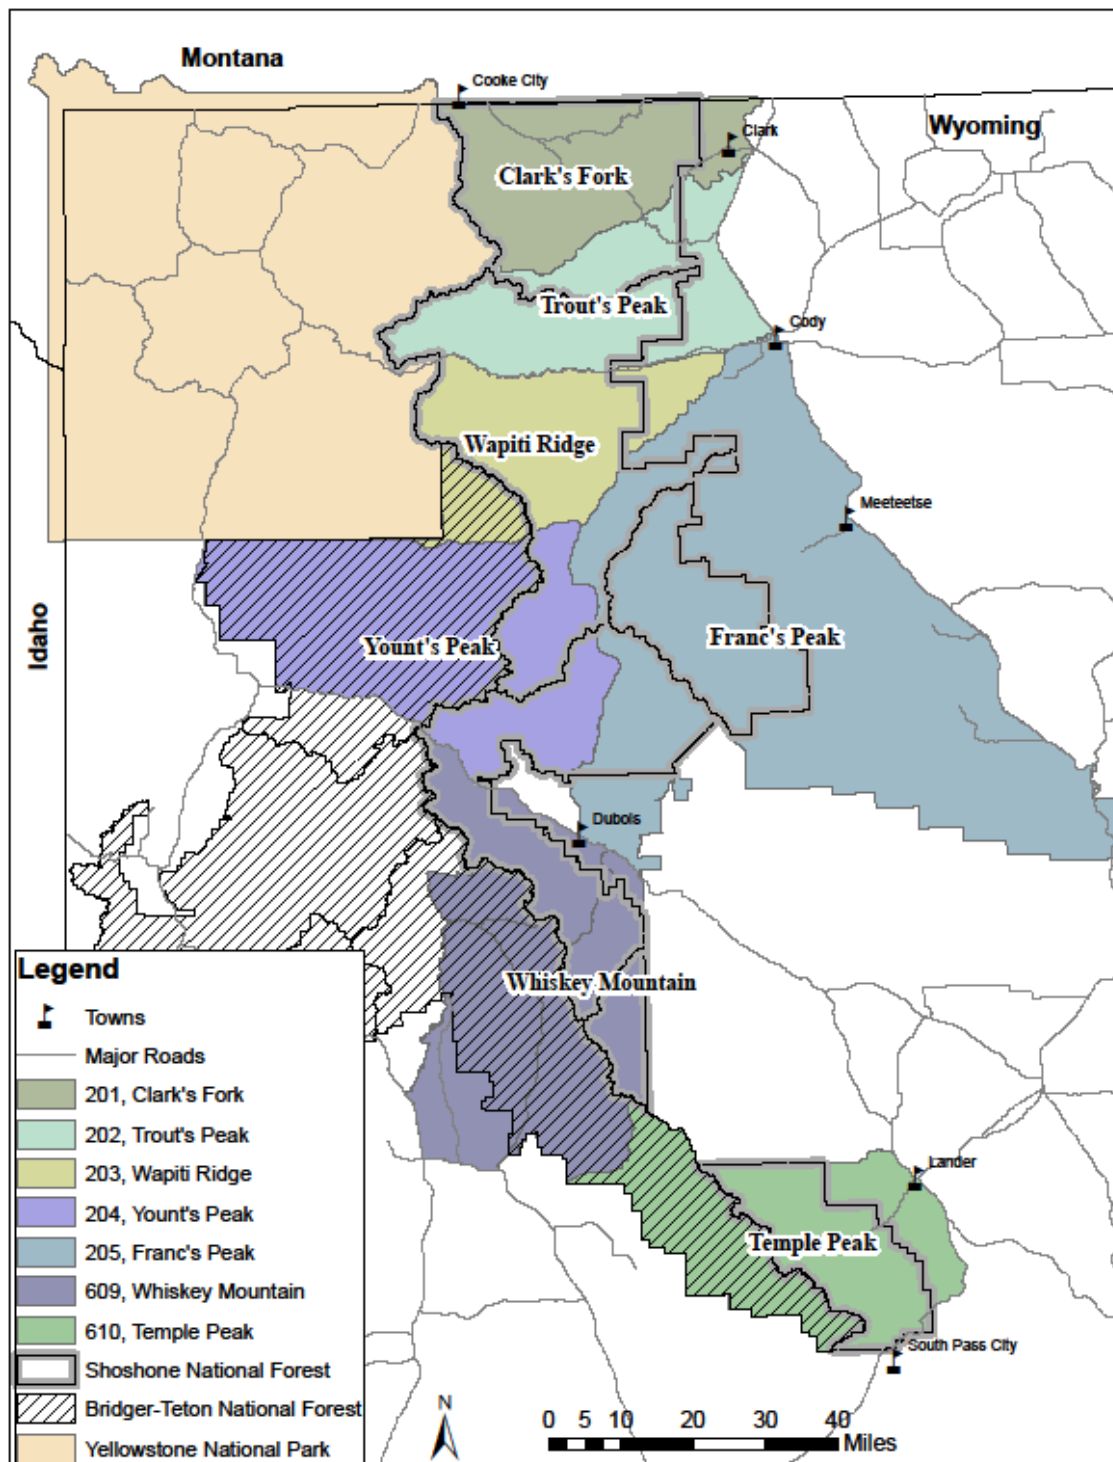 Montana
Cooke City
Wyoming
Clark
Clark's Fork
Trout's Peak
Cody
Wapiti Ridge
Meeteetse
Idaho
Yount's Peak
Franc's Peak
Dubois
Whiskey Mountain
Lander
Temple Peak
South Pass City
Legend
Towns
Major Roads
201, Clark's Fork
202, Trout's Peak
203, Wapiti Ridge
204, Yount's Peak
205, Franc's Peak
609, Whiskey Mountain
610, Temple Peak
Shoshone National Forest
Bridger-Teton National Forest
Yellowstone National Park
N
0 5 10 20 30 40
Miles